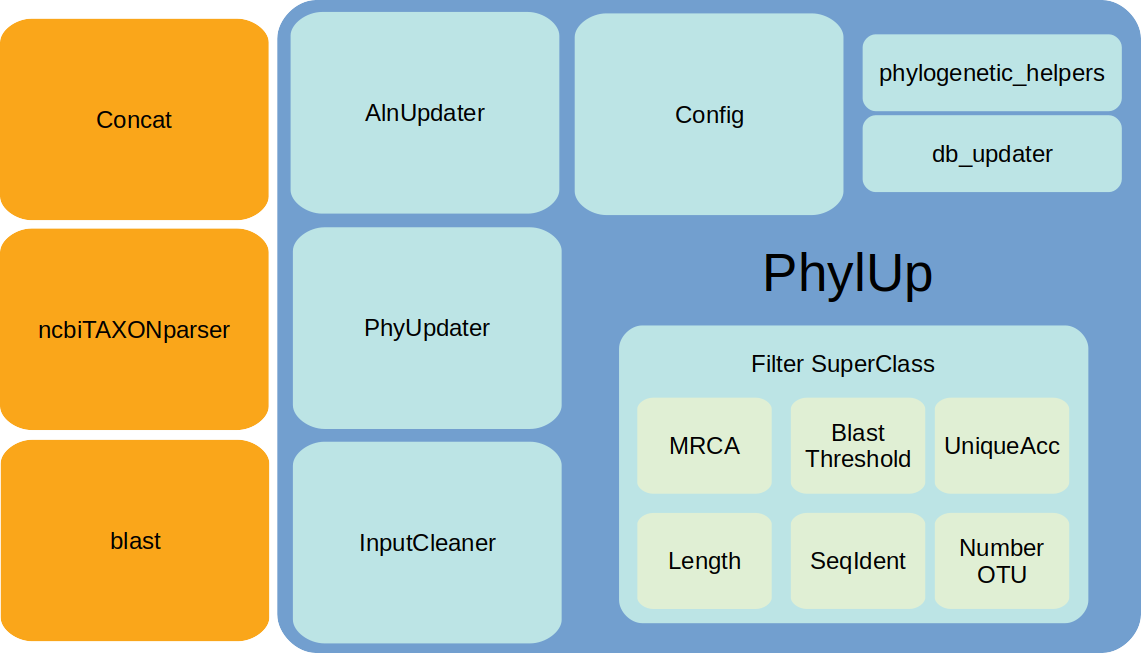 Concat
AlnUpdater
Config
phylogenetic_helpers
db_updater
ncbiTAXONparser
PhyUpdater
PhylUp
blast
InputCleaner
Filter SuperClass
MRCA
Blast
Threshold
UniqueAcc
Length
SeqIdent
Number
OTU